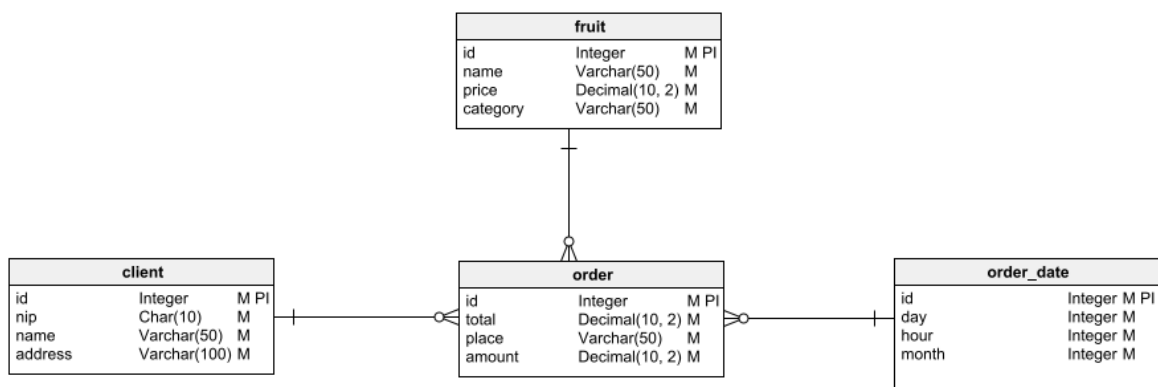 fruit
id Integer M PI
name Varchar(50) M
price Decimal(10, 2) M
category Varchar(50) M
client
id Integer M PI
nip Char(10) M
name Varchar(50) M
address Varchar(100) M
order
id Integer M PI
total Decimal(10, 2) M
place Varchar(50) M
amount Decimal(10, 2) M
order_date
id Integer M PI
day Integer M
hour Integer M
month Integer M